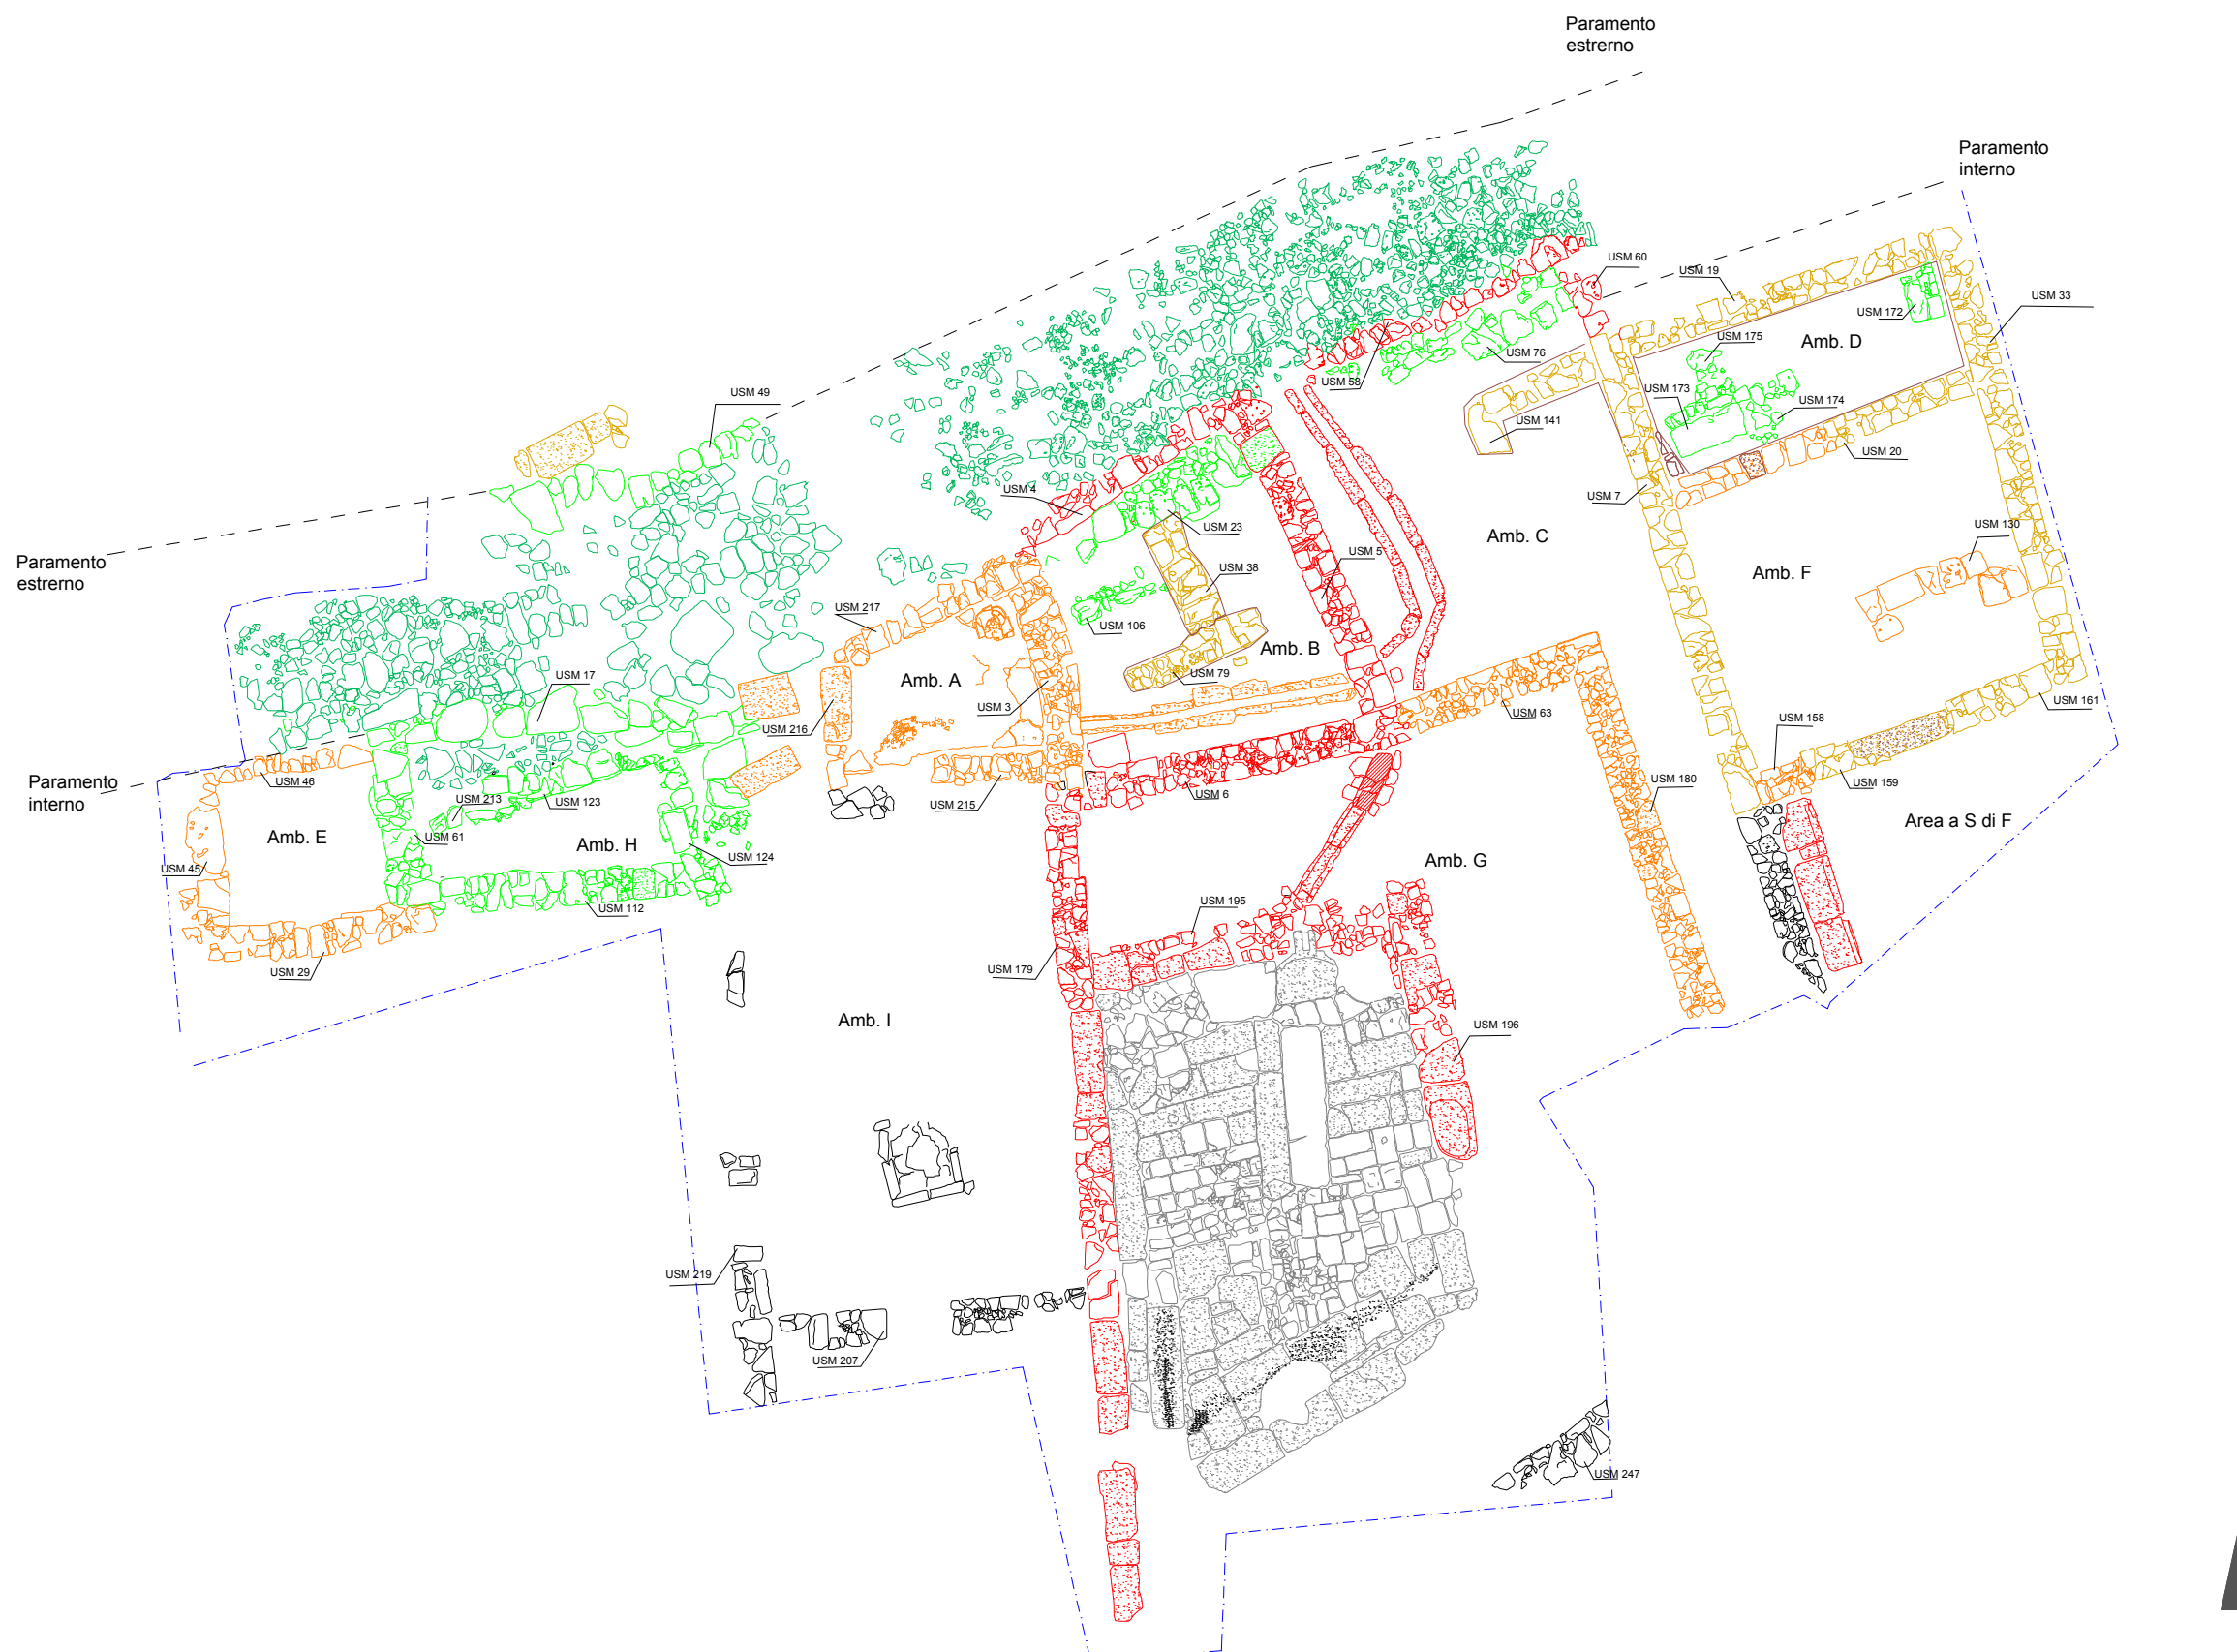 Paramento
estrerno
Paramento
interno
USM 60
USM 19
USM 33
USM 172
Amb. D
USM 175
USM 76
USM 58
USM 49
USM 173
USM 174
USM 141
USM 20
USM 4
USM 7
USM 23
USM 130
Amb. C
USM 5
Paramento
estrerno
USM 38
Amb. F
USM 217
USM 106
Amb. B
USM 17
Amb. A
USM 79
USM 3
USM 63
USM 161
USM 216
USM 158
Paramento
interno
USM 46
USM 180
USM 159
USM 213
USM 123
USM 215
USM 6
Area a S di F
Amb. E
USM 61
Amb. H
USM 124
Amb. G
USM 45
USM 195
USM 112
USM 29
USM 179
Amb. I
USM 196
USM 219
USM 207
USM 247